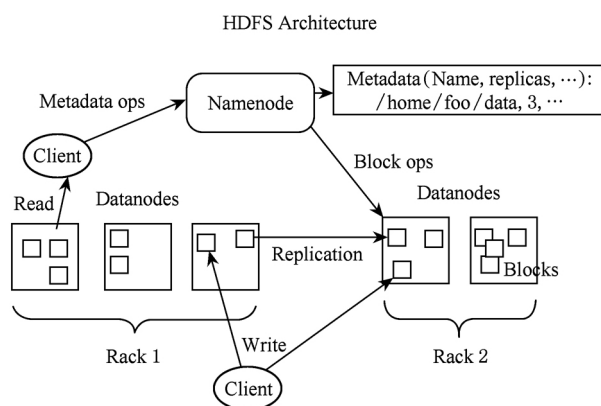 HDFS Architecture
Metadata(Name, replicas, …):
/home/foo/data, 3, …
Namenode
Metadata ops
Client
Block ops
Read
Datanodes
Datanodes
Replication
Blocks
Write
Rack 1
Rack 2
Client